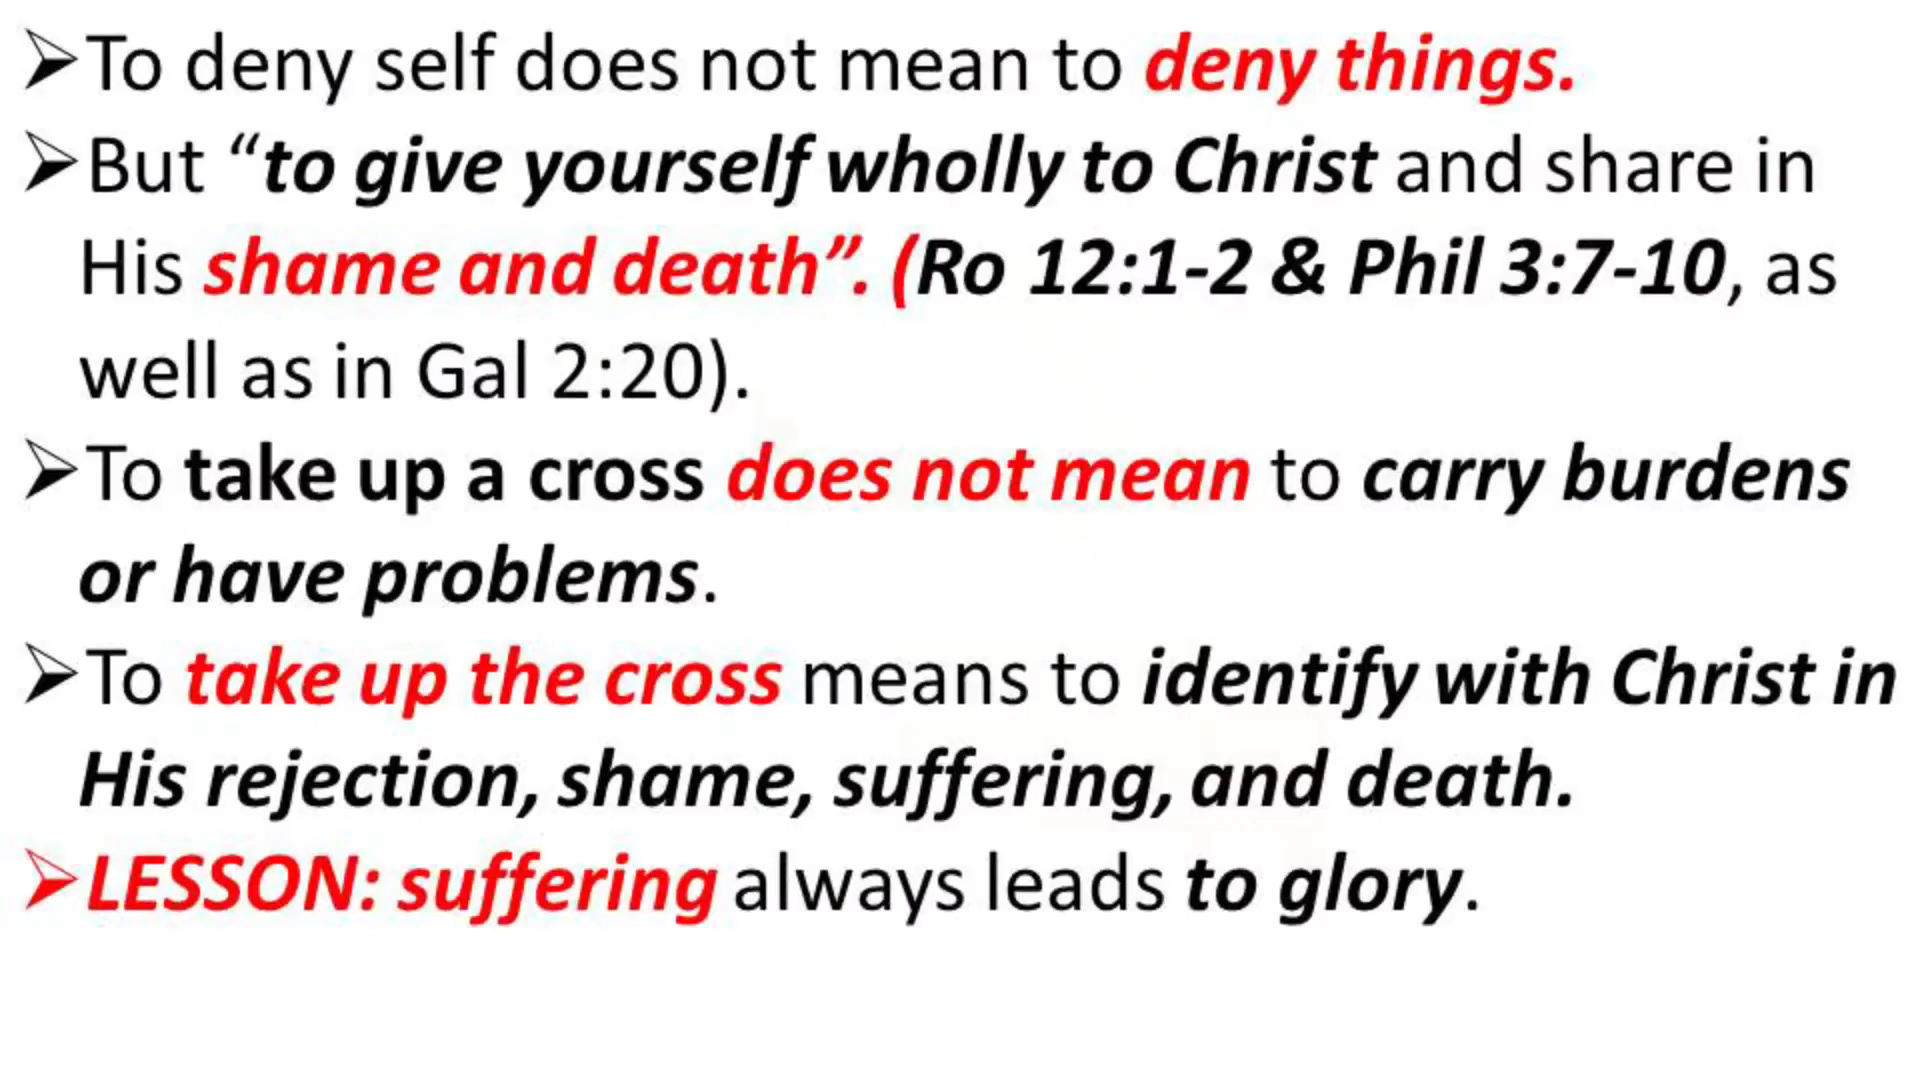 ➢To deny self does not mean to deny things.
➢But “to give yourself wholly to Christ and share in
His shame and death”. (Ro 12:1-2 & Phil 3:7-10, as
well as in Gal 2:20).
➢To take up a cross does not mean to carry burdens
or have problems.
➢To take up the cross means to identify with Christ in
His rejection, shame, suffering, and death.
➢LESSON: suffering always leads to glory.